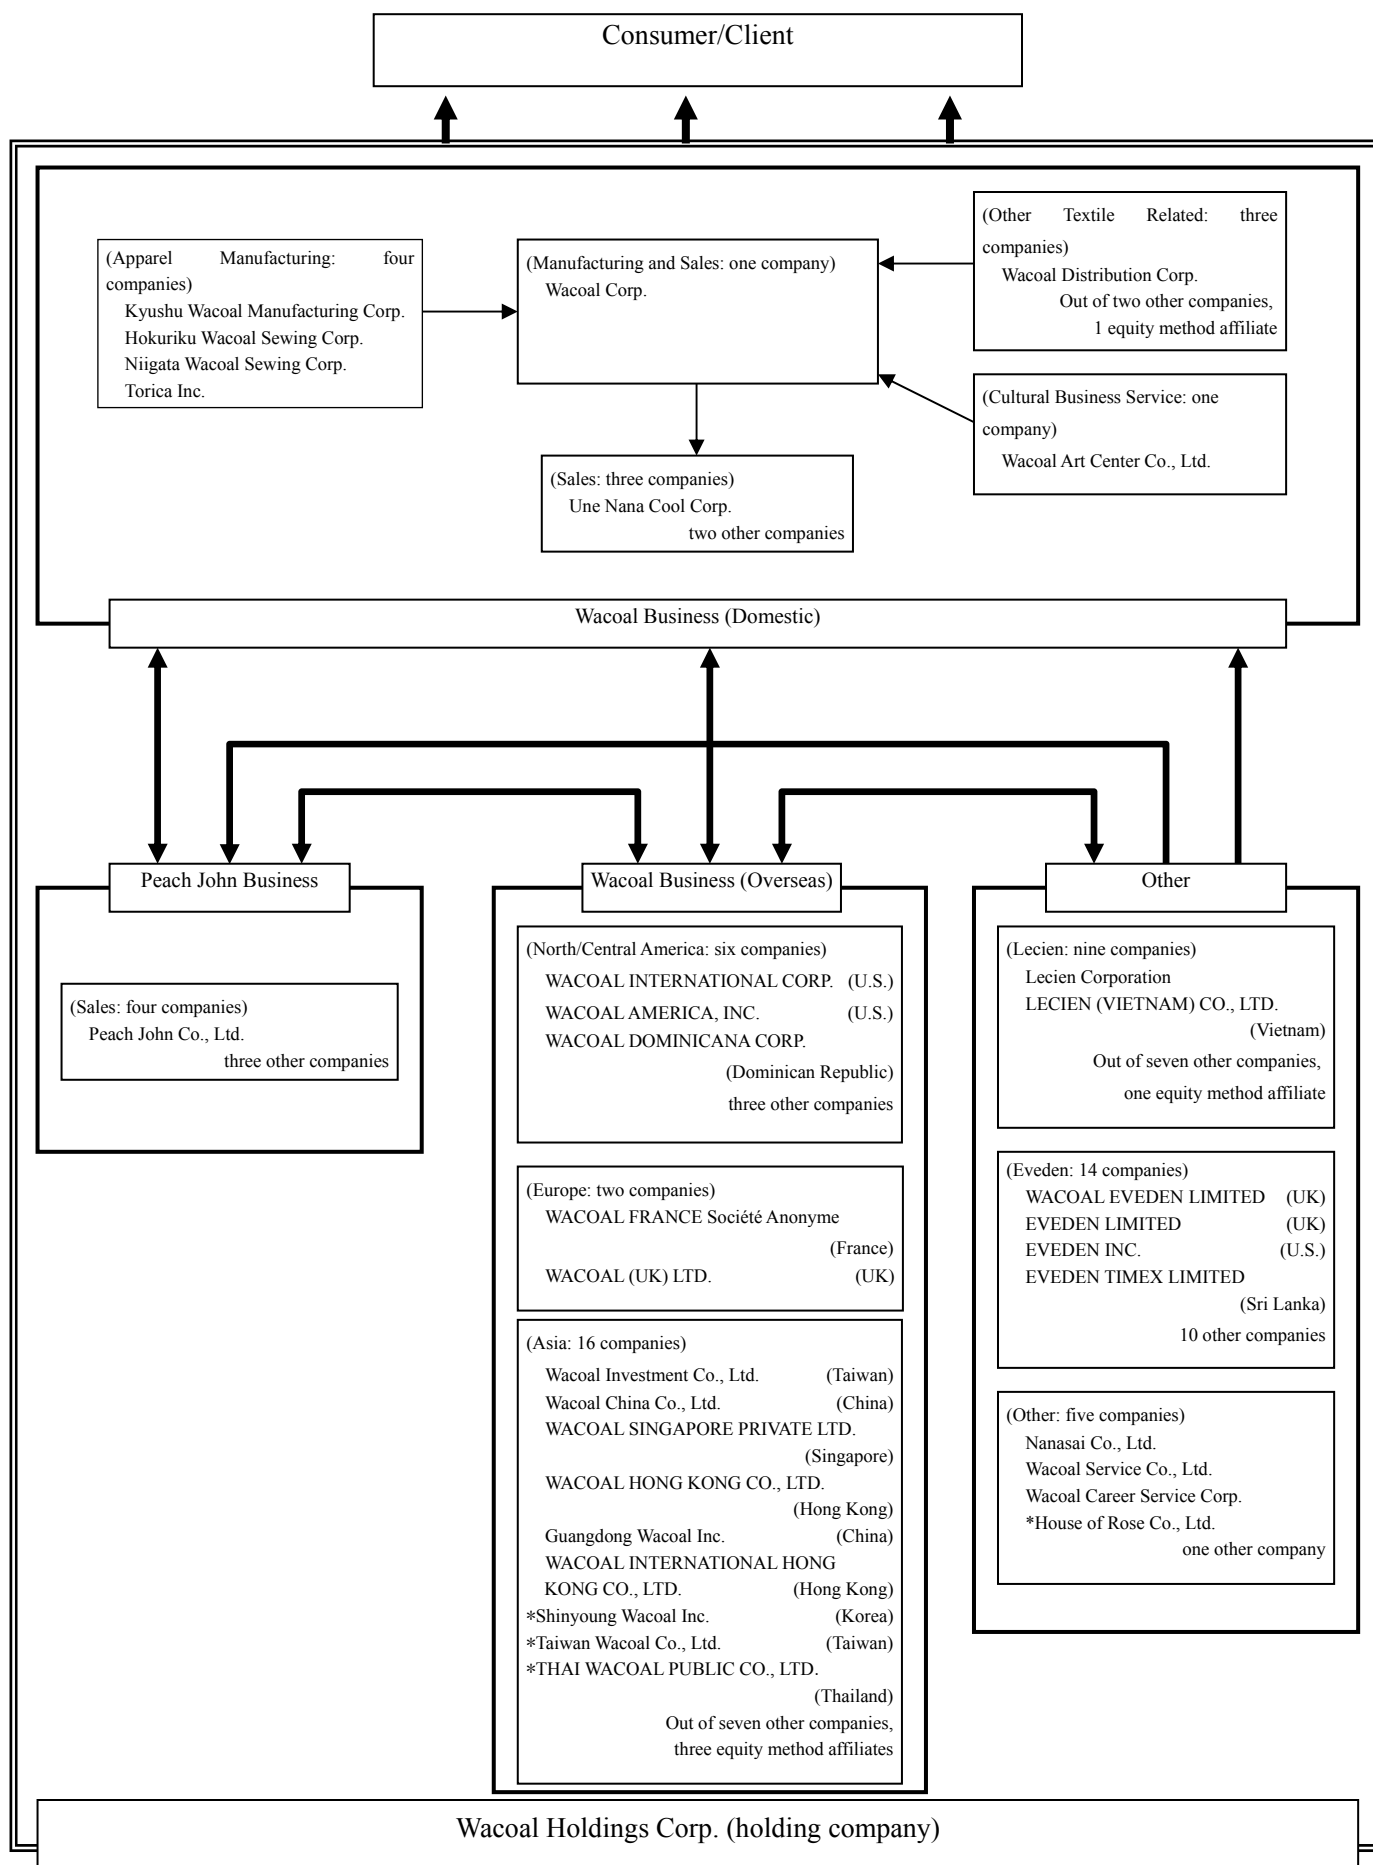 Consumer/Client
(Apparel Manufacturing: four
companies)
Kyushu Wacoal Manufacturing Corp.
Hokuriku Wacoal Sewing Corp.
Niigata Wacoal Sewing Corp.
Torica Inc.
(Manufacturing and Sales: one company)
Wacoal Corp.
(Other Textile Related: three
companies)
Wacoal Distribution Corp.
Out of two other companies,
1 equity method affiliate
(Cultural Business Service: one
company)
Wacoal Art Center Co., Ltd.
(Sales: three companies)
Une Nana Cool Corp.
two other companies
Wacoal Business (Domestic)
Peach John Business
(Sales: four companies)
Peach John Co., Ltd.
three other companies
Wacoal Business (Overseas)
(North/Central America: six companies)
WACOAL INTERNATIONAL CORP. (U.S.)
WACOAL AMERICA, INC. (U.S.)
WACOAL DOMINICANA CORP.
(Dominican Republic)
three other companies
(Europe: two companies)
WACOAL FRANCE Société Anonyme
(France)
WACOAL (UK) LTD. (UK)
(Asia: 16 companies)
Wacoal Investment Co., Ltd. (Taiwan)
Wacoal China Co., Ltd. (China)
WACOAL SINGAPORE PRIVATE LTD.
(Singapore)
WACOAL HONG KONG CO., LTD.
(Hong Kong)
Guangdong Wacoal Inc. (China)
WACOAL INTERNATIONAL HONG
KONG CO., LTD. (Hong Kong)
*Shinyoung Wacoal Inc. (Korea)
*Taiwan Wacoal Co., Ltd. (Taiwan)
*THAI WACOAL PUBLIC CO., LTD.
(Thailand)
Out of seven other companies,
three equity method affiliates
Other
(Lecien: nine companies)
Lecien Corporation
LECIEN (VIETNAM) CO., LTD.
(Vietnam)
Out of seven other companies,
one equity method affiliate
(Eveden: 14 companies)
WACOAL EVEDEN LIMITED (UK)
EVEDEN LIMITED (UK)
EVEDEN INC. (U.S.)
EVEDEN TIMEX LIMITED
(Sri Lanka)
10 other companies
(Other: five companies)
Nanasai Co., Ltd.
Wacoal Service Co., Ltd.
Wacoal Career Service Corp.
*House of Rose Co., Ltd.
one other company
Wacoal Holdings Corp. (holding company)